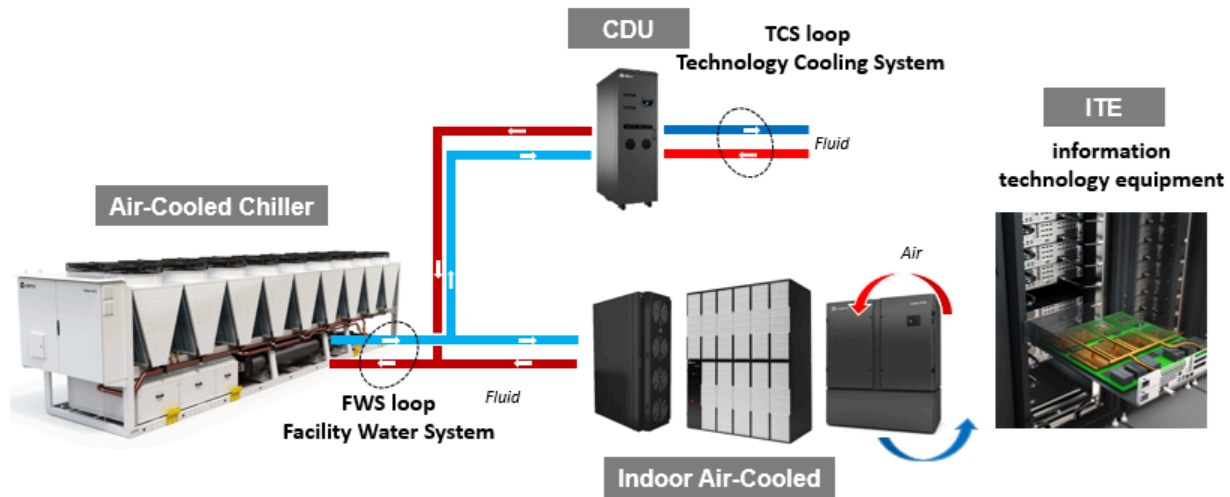 CDU
TCS loop
Technology Cooling System
Fluid
ITE
information
technology equipment
Air-Cooled Chiller
Air
FWS loop
Facility Water System
Fluid
Indoor Air-Cooled